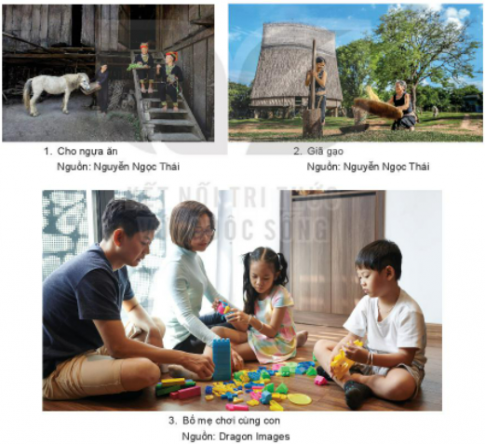 1. Cho ngựa ăn
Nguồn: Nguyễn Ngọc Thái
2. Giã gạo
Nguồn: Nguyễn Ngọc Thái
KẾT NỐI TRI THỨC
CUỘC SỐNG
3. Bố mẹ chơi cùng con
Nguồn: Dragon Images